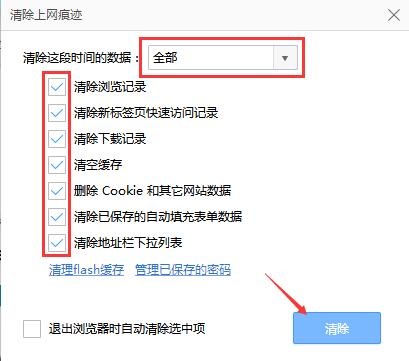 清除上网痕迹
清除这段时间的数据： 全部
清除浏览记录
清除新标签页快速访问记录
清除下载记录
清空缓存
删除 Cookie 和其它网站数据
清除已保存的自动填充表单数据
清除地址栏下拉列表
清理flash缓存 管理已保存的密码
退出浏览器时自动清除选中项 清除